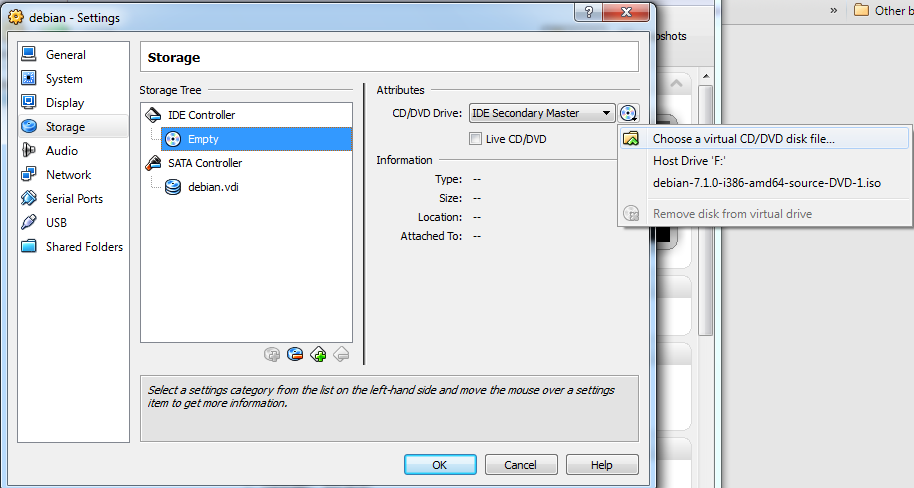 debian - Settings
?
»
Other b
pshots
General
System
Display
Storage
Audio
Network
Serial Ports
USB
Shared Folders
Storage
Storage Tree
IDE Controller
Empty
SATA Controller
debian.vdi
Attributes
CD/DVD Drive: IDE Secondary Master
Live CD/DVD
Information
Type: --
Size: --
Location: --
Attached To: --
Choose a virtual CD/DVD disk file...
Host Drive 'F:'
debian-7.1.0-i386-amd64-source-DVD-1.iso
Remove disk from virtual drive
Select a settings category from the list on the left-hand side and move the mouse over a settings
item to get more information.
OK
Cancel
Help